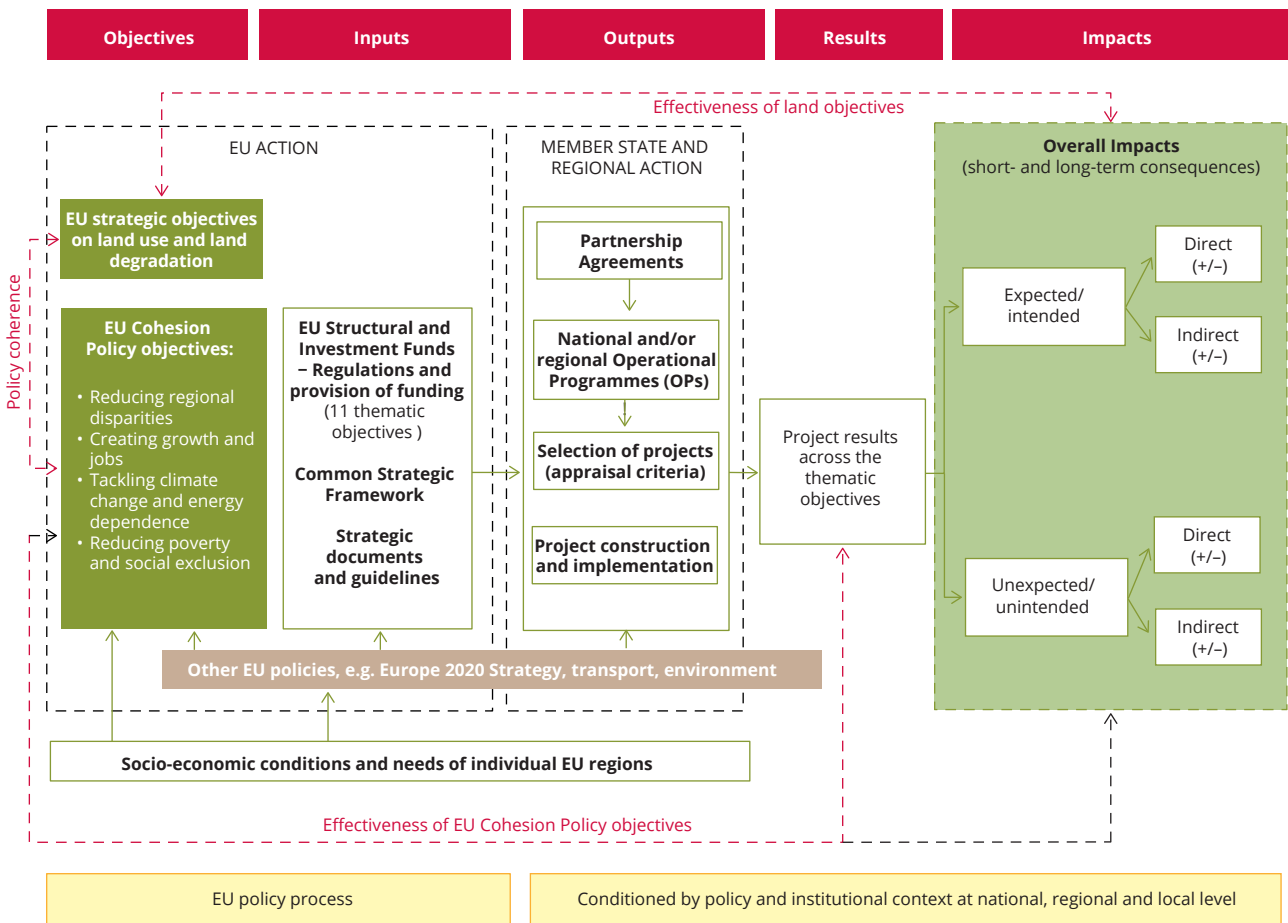 Objectives
Inputs
Outputs
Results
Impacts
Effectiveness of land objectives
EU ACTION
MEMBER STATE AND
REGIONAL ACTION
Overall Impacts
(short- and long-term consequences)
Policy coherence
EU strategic objectives
on land use and land
degradation
EU Cohesion
Policy objectives:
• Reducing regional
disparities
• Creating growth and
jobs
• Tackling climate
change and energy
dependence
• Reducing poverty
and social exclusion
EU Structural and
Investment Funds
− Regulations and
provision of funding
(11 thematic
objectives )
Common Strategic
Framework
Strategic
documents
and guidelines
Partnership
Agreements
National and/or
regional Operational
Programmes (OPs)
Selection of projects
(appraisal criteria)
Project construction
and implementation
Project results
across the
thematic
objectives
Expected/
intended
Direct
(+/−)
Indirect
(+/−)
Unexpected/
unintended
Direct
(+/−)
Indirect
(+/−)
Other EU policies, e.g. Europe 2020 Strategy, transport, environment
Socio-economic conditions and needs of individual EU regions
Effectiveness of EU Cohesion Policy objectives
EU policy process
Conditioned by policy and institutional context at national, regional and local level